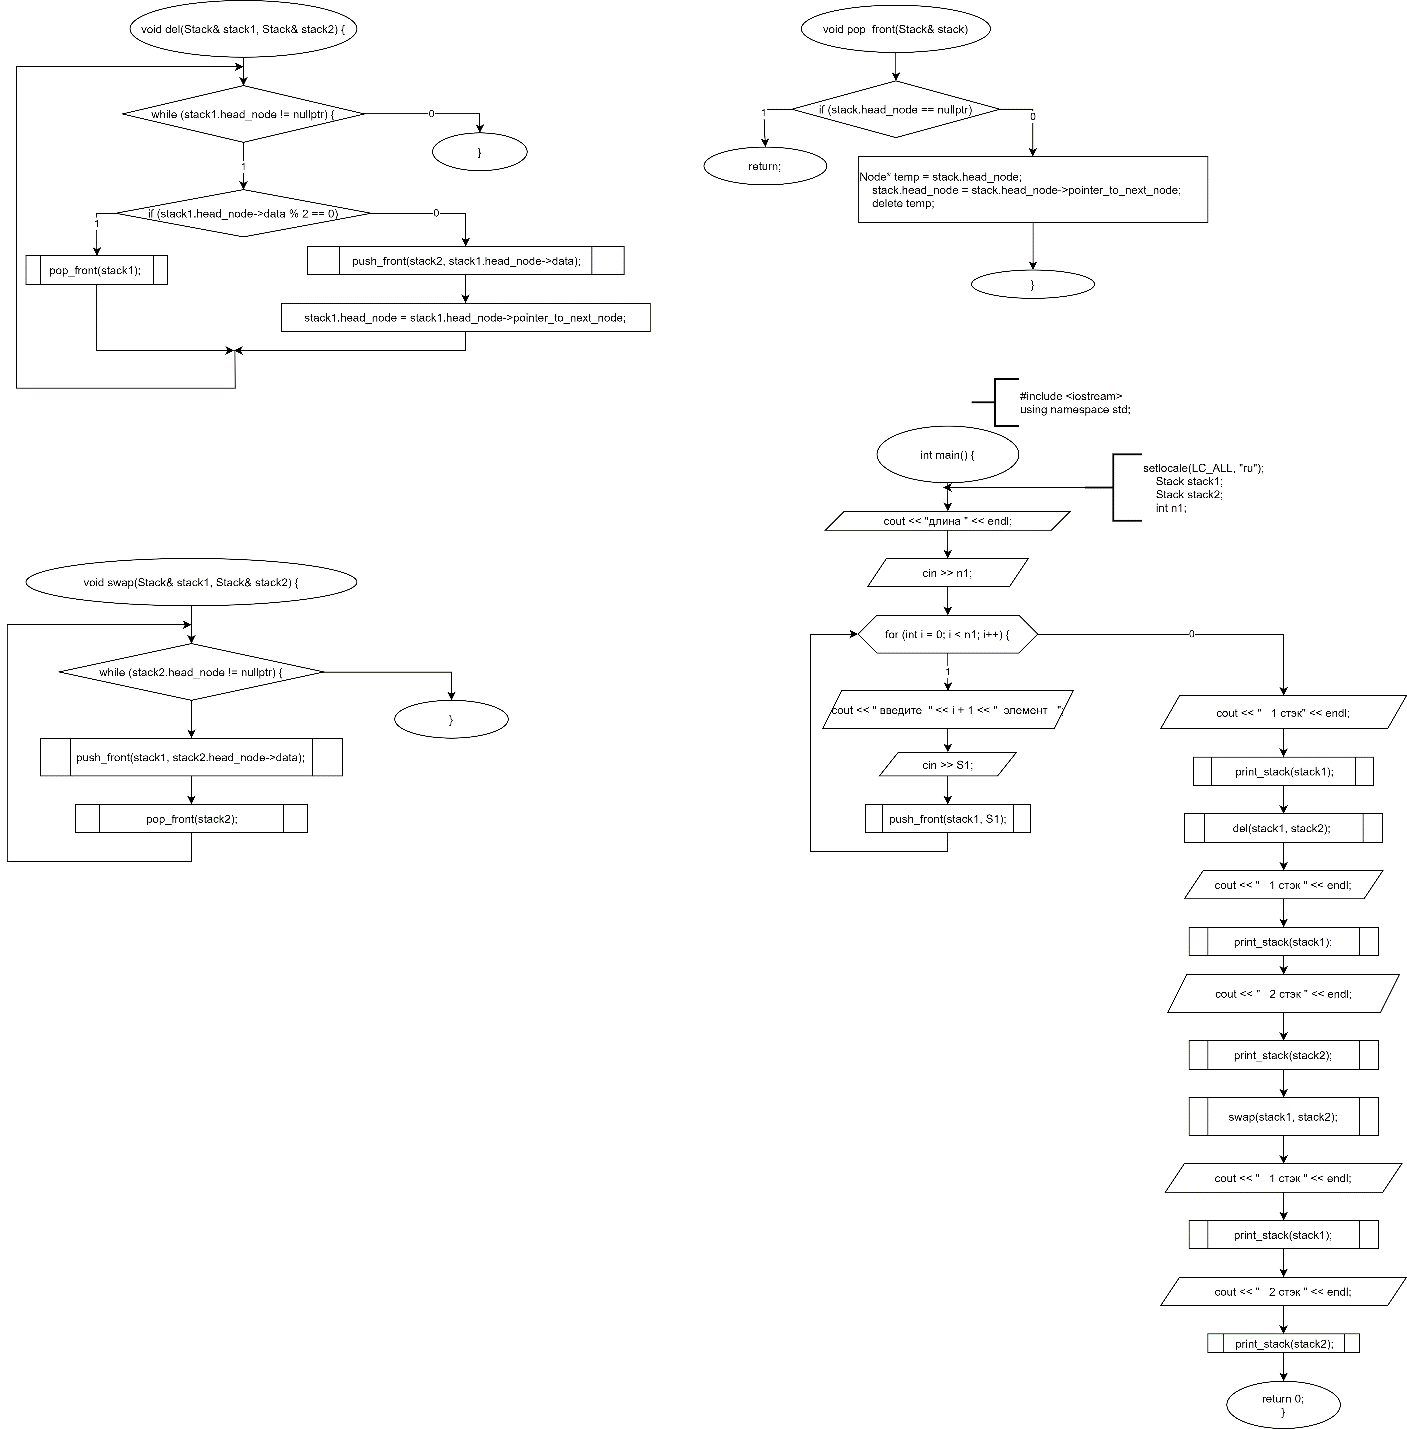 void del(Stack& stack1, Stack& stack2) {
while (stack1.head_node != nullptr) {
0
}
1
if (stack1.head_node->data % 2 == 0)
1
0
pop_front(stack1);
push_front(stack2, stack1.head_node->data);
stack1.head_node = stack1.head_node->pointer_to_next_node;
void pop_front(Stack& stack)
if (stack.head_node == nullptr)
1
0
return;
Node* temp = stack.head_node;
stack.head_node = stack.head_node->pointer_to_next_node;
delete temp;
}
void swap(Stack& stack1, Stack& stack2) {
while (stack2.head_node != nullptr) {
}
push_front(stack1, stack2.head_node->data);
pop_front(stack2);
#include <iostream>
using namespace std;
int main() {
setlocale(LC_ALL, "ru");
Stack stack1;
Stack stack2;
int n1;
cout << "длина " << endl;
cin >> n1;
for (int i = 0; i < n1; i++) {
0
1
cout << " введите  " << i + 1 << "  элемент   ";
cin >> S1;
push_front(stack1, S1);
cout << "   1 стэк" << endl;
print_stack(stack1);
del(stack1, stack2);
cout << "   1 стэк " << endl;
print_stack(stack1);
cout << "   2 стэк " << endl;
print_stack(stack2);
swap(stack1, stack2);
cout << "   1 стэк " << endl;
print_stack(stack1);
cout << "   2 стэк " << endl;
print_stack(stack2);
return 0;
}